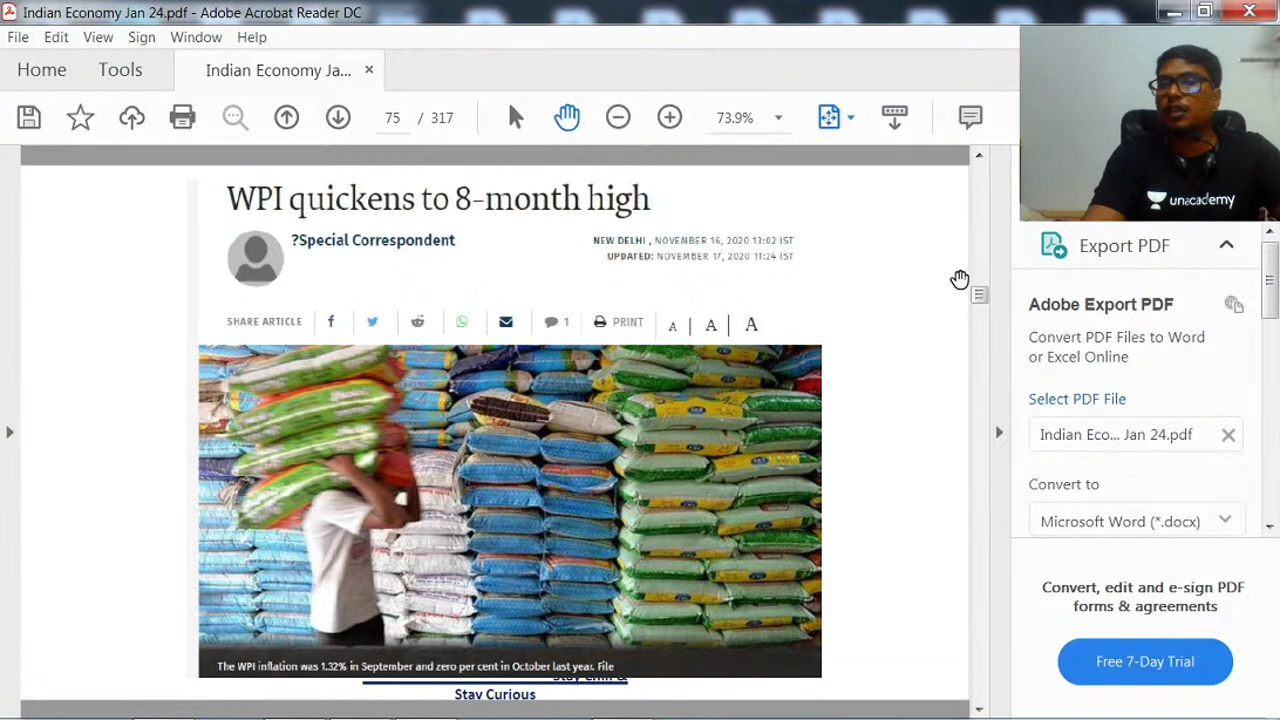 Indian Economy Jan 24.pdf - Adobe Acrobat Reader DC
File Edit View Sign Window Help
Home Tools Indian Economy Ja... ×
75 / 317 73.9%
WPI quickens to 8-month high
?Special Correspondent
NEW DELHI, NOVEMBER 16, 2020 13:02 IST
UPDATED: NOVEMBER 17, 2020 11:24 IST
SHARE ARTICLE 1 PRINT A | A | A
The WPI inflation was 1.32% in September and zero per cent in October last year. File
Stay Chill &
Stay Curious
unacademy
Export PDF
Adobe Export PDF
Convert PDF Files to Word
or Excel Online
Select PDF File
Indian Eco... Jan 24.pdf
Convert to
Microsoft Word (*.docx)
Convert, edit and e-sign PDF
forms & agreements
Free 7-Day Trial